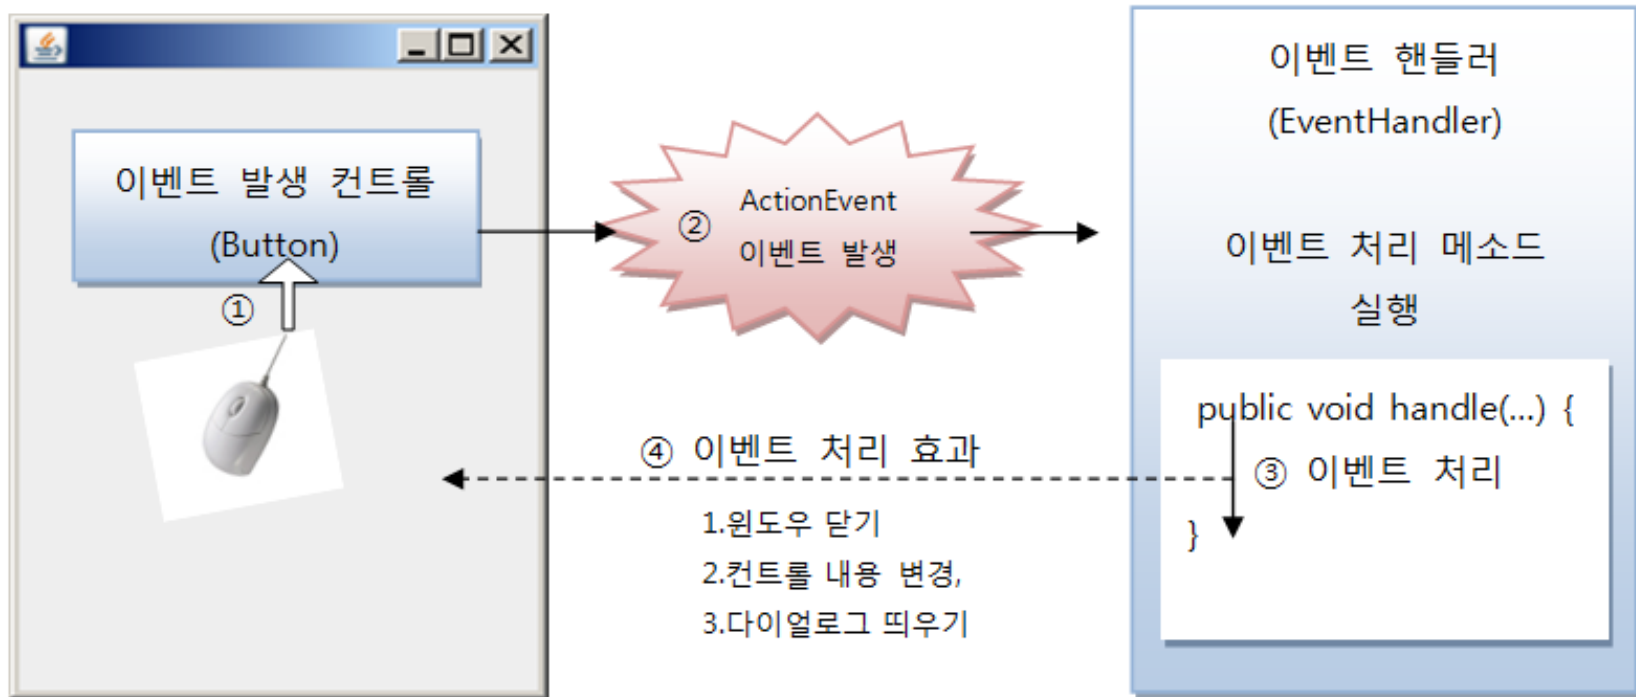 이벤트 발생 컨트롤
(Button)
①
②
ActionEvent
이벤트 발생
이벤트 핸들러
(EventHandler)
이벤트 처리 메소드
실행
public void handle(...) {
③ 이벤트 처리
}
④ 이벤트 처리 효과
1.윈도우 닫기
2.컨트롤 내용 변경,
3.다이얼로그 띄우기